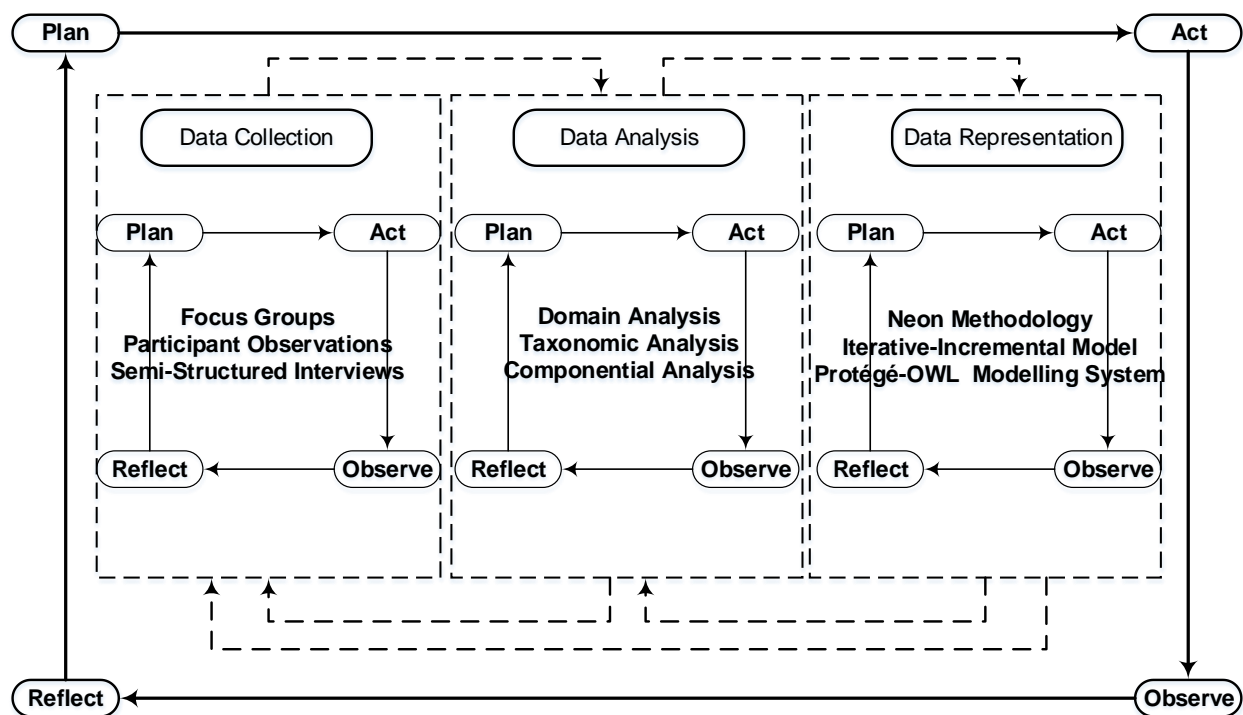 Plan
Act
Data Collection
Data Analysis
Data Representation
Plan
Act
Plan
Act
Plan
Act
Focus Groups
Participant Observations
Semi-Structured Interviews
Domain Analysis
Taxonomic Analysis
Componential Analysis
Neon Methodology
Iterative-Incremental Model
Protégé-OWL Modelling System
Reflect
Observe
Reflect
Observe
Reflect
Observe
Reflect
Observe